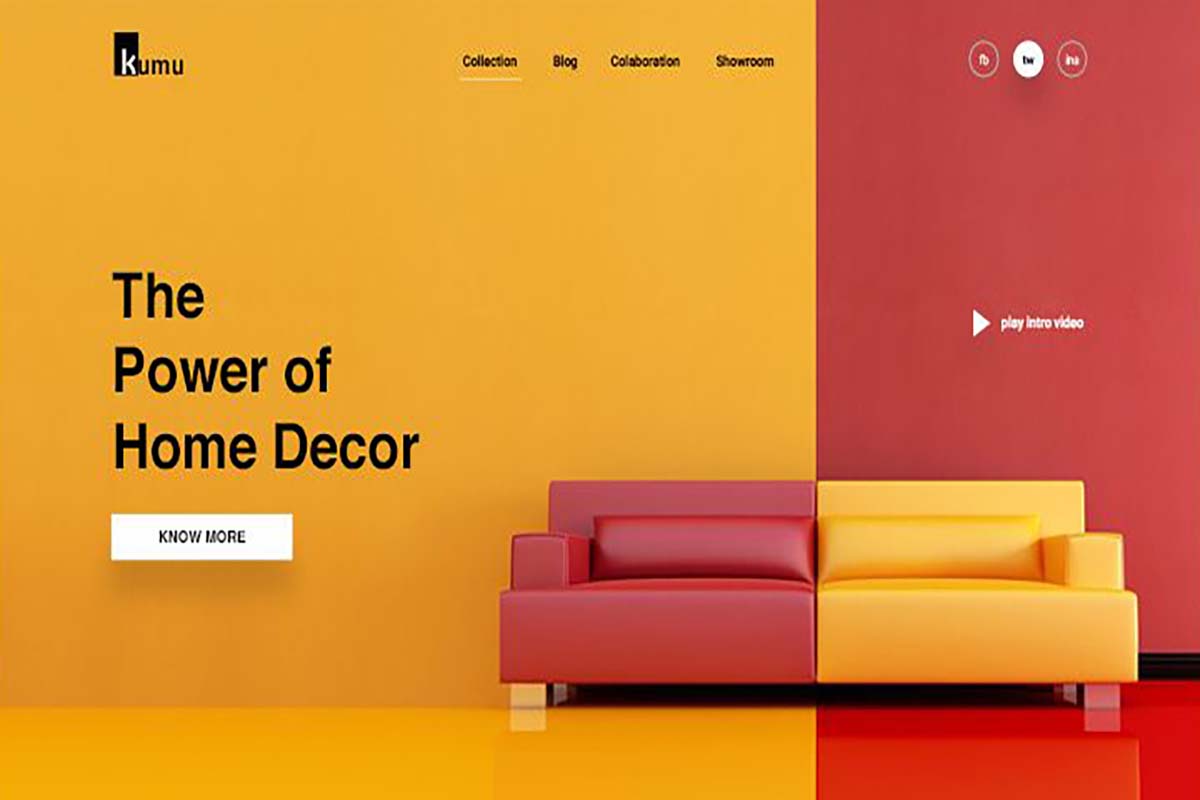 kumu
Collection Blog Colaboration Showroom
fb tw ins
The
Power of
Home Decor
play intro video
KNOW MORE